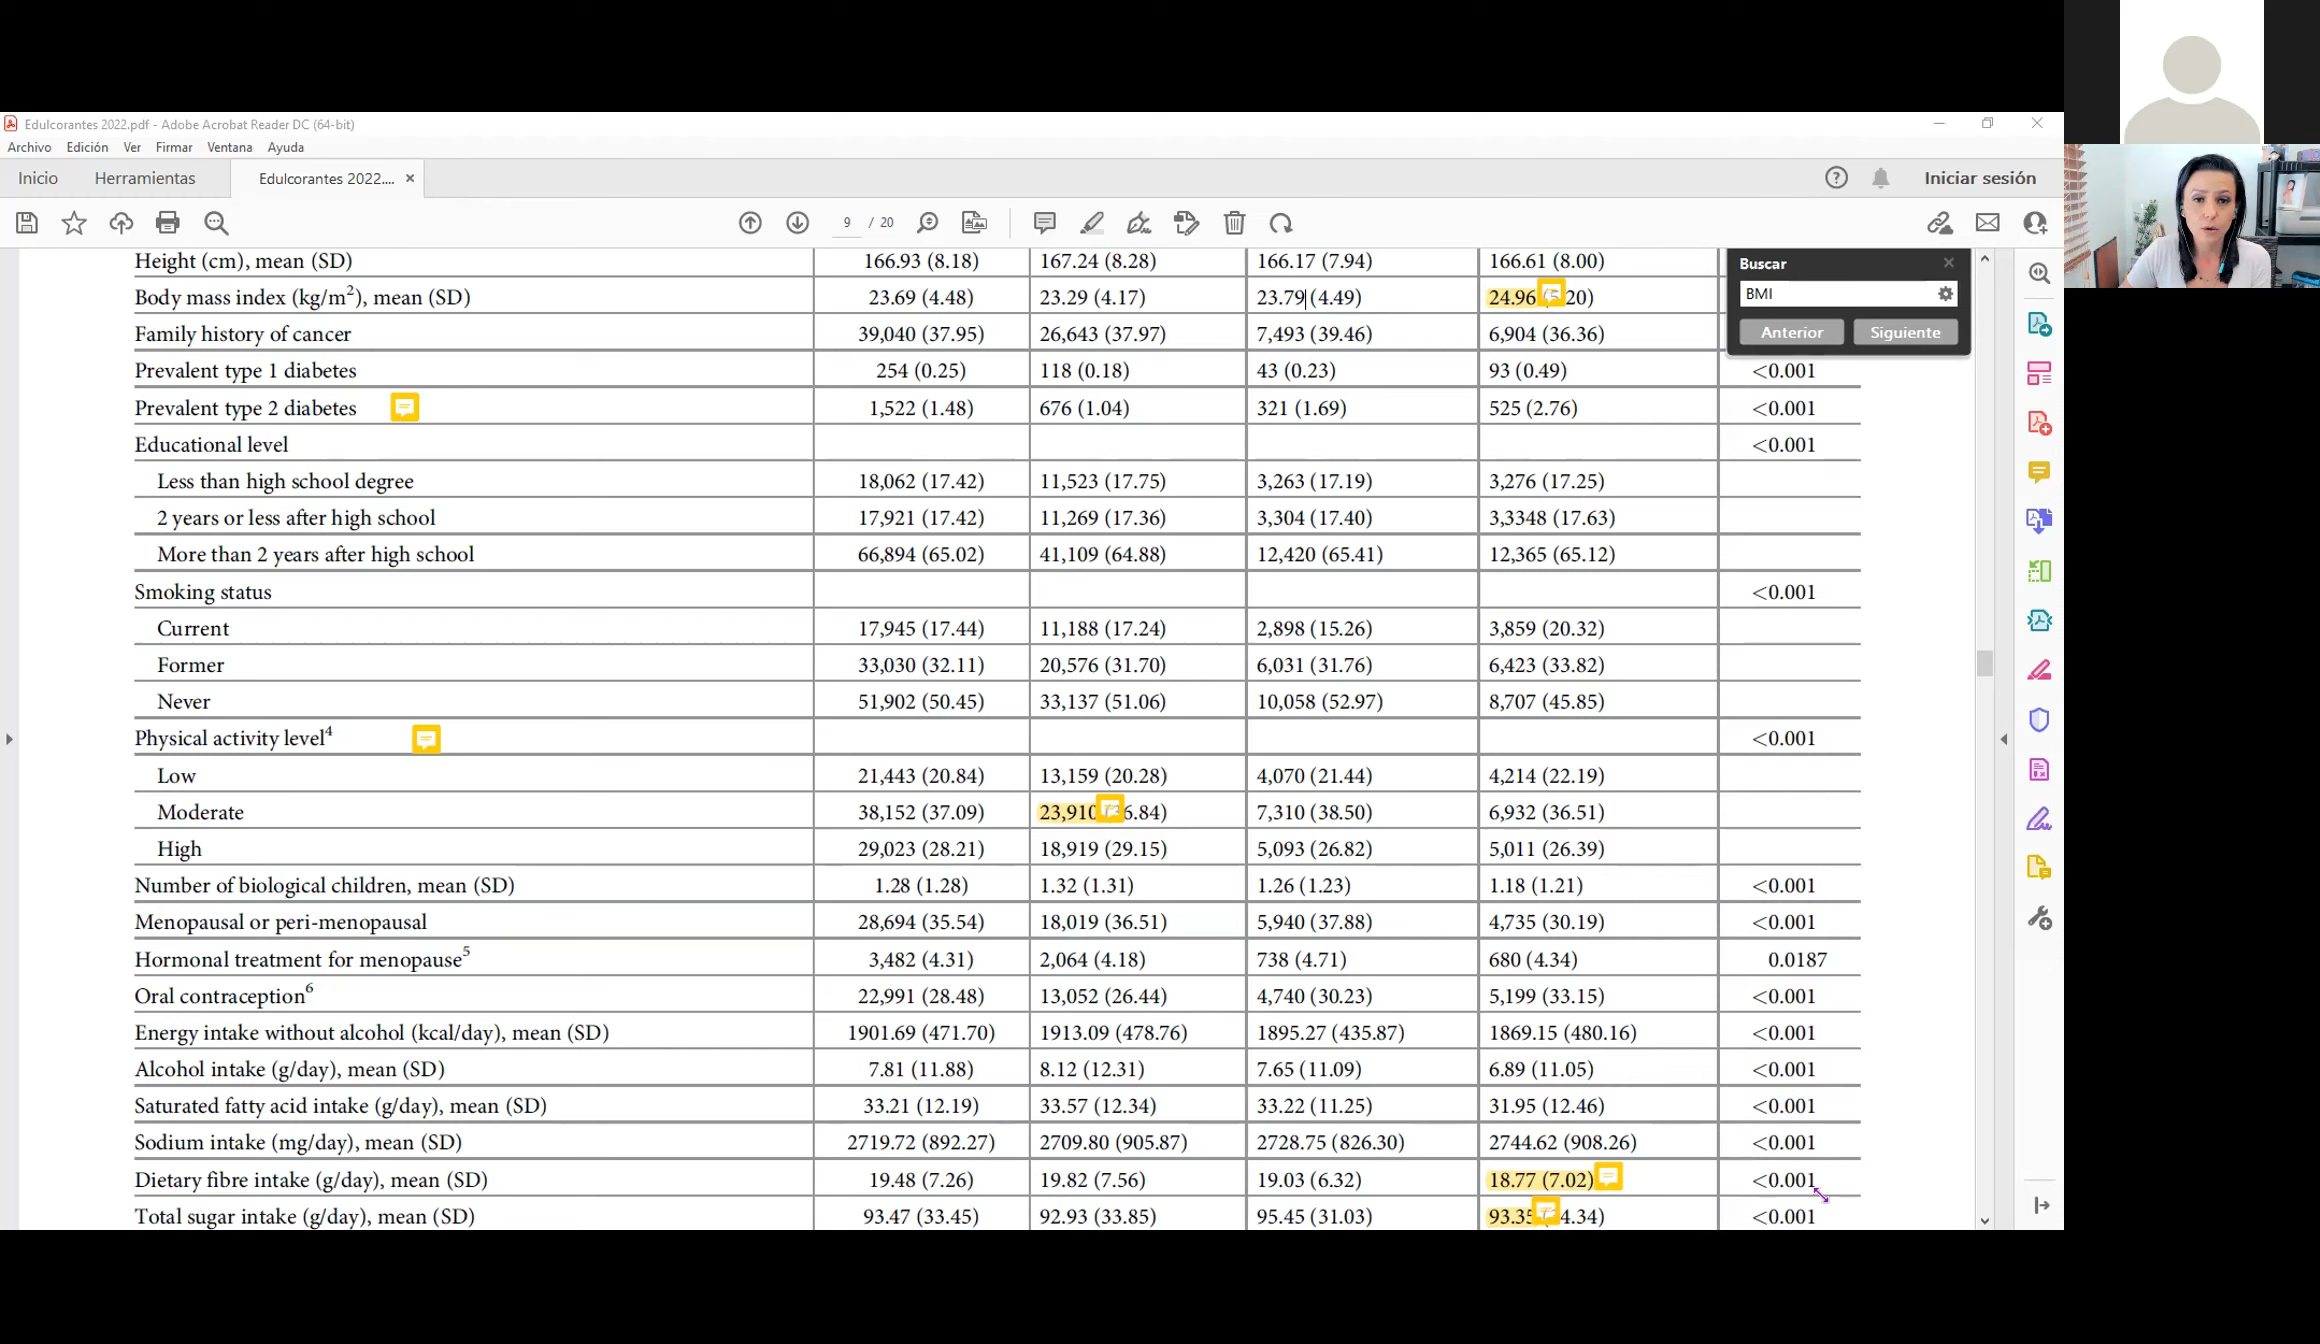 Edulcorantes 2022.pdf - Adobe Acrobat Reader DC (64-bit)
Archivo Edición Ver Firmar Ventana Ayuda
Inicio Herramientas Edulcorantes 2022.... × Iniciar sesión
9 / 20
Buscar
BMI
Anterior Siguiente
Height (cm), mean (SD) 166.93 (8.18) 167.24 (8.28) 166.17 (7.94) 166.61 (8.00)
Body mass index (kg/m²), mean (SD) 23.69 (4.48) 23.29 (4.17) 23.79 (4.49) 24.96 20)
Family history of cancer 39,040 (37.95) 26,643 (37.97) 7,493 (39.46) 6,904 (36.36)
Prevalent type 1 diabetes 254 (0.25) 118 (0.18) 43 (0.23) 93 (0.49) <0.001
Prevalent type 2 diabetes 1,522 (1.48) 676 (1.04) 321 (1.69) 525 (2.76) <0.001
Educational level <0.001
Less than high school degree 18,062 (17.42) 11,523 (17.75) 3,263 (17.19) 3,276 (17.25)
2 years or less after high school 17,921 (17.42) 11,269 (17.36) 3,304 (17.40) 3,3348 (17.63)
More than 2 years after high school 66,894 (65.02) 41,109 (64.88) 12,420 (65.41) 12,365 (65.12)
Smoking status <0.001
Current 17,945 (17.44) 11,188 (17.24) 2,898 (15.26) 3,859 (20.32)
Former 33,030 (32.11) 20,576 (31.70) 6,031 (31.76) 6,423 (33.82)
Never 51,902 (50.45) 33,137 (51.06) 10,058 (52.97) 8,707 (45.85)
Physical activity level⁴ <0.001
Low 21,443 (20.84) 13,159 (20.28) 4,070 (21.44) 4,214 (22.19)
Moderate 38,152 (37.09) 23,910 6.84) 7,310 (38.50) 6,932 (36.51)
High 29,023 (28.21) 18,919 (29.15) 5,093 (26.82) 5,011 (26.39)
Number of biological children, mean (SD) 1.28 (1.28) 1.32 (1.31) 1.26 (1.23) 1.18 (1.21) <0.001
Menopausal or peri-menopausal 28,694 (35.54) 18,019 (36.51) 5,940 (37.88) 4,735 (30.19) <0.001
Hormonal treatment for menopause⁵ 3,482 (4.31) 2,064 (4.18) 738 (4.71) 680 (4.34) 0.0187
Oral contraception⁶ 22,991 (28.48) 13,052 (26.44) 4,740 (30.23) 5,199 (33.15) <0.001
Energy intake without alcohol (kcal/day), mean (SD) 1901.69 (471.70) 1913.09 (478.76) 1895.27 (435.87) 1869.15 (480.16) <0.001
Alcohol intake (g/day), mean (SD) 7.81 (11.88) 8.12 (12.31) 7.65 (11.09) 6.89 (11.05) <0.001
Saturated fatty acid intake (g/day), mean (SD) 33.21 (12.19) 33.57 (12.34) 33.22 (11.25) 31.95 (12.46) <0.001
Sodium intake (mg/day), mean (SD) 2719.72 (892.27) 2709.80 (905.87) 2728.75 (826.30) 2744.62 (908.26) <0.001
Dietary fibre intake (g/day), mean (SD) 19.48 (7.26) 19.82 (7.56) 19.03 (6.32) 18.77 (7.02) <0.001
Total sugar intake (g/day), mean (SD) 93.47 (33.45) 92.93 (33.85) 95.45 (31.03) 93.35 4.34) <0.001